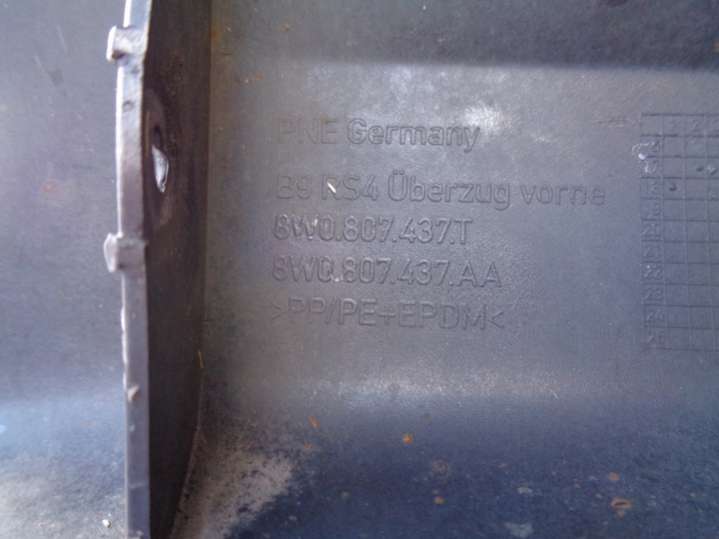 PNE Germany
B9 RS4 Überzug vorne
8W0.807.437.T
8W0.807.437.AA
>PP/PE+EPDM<